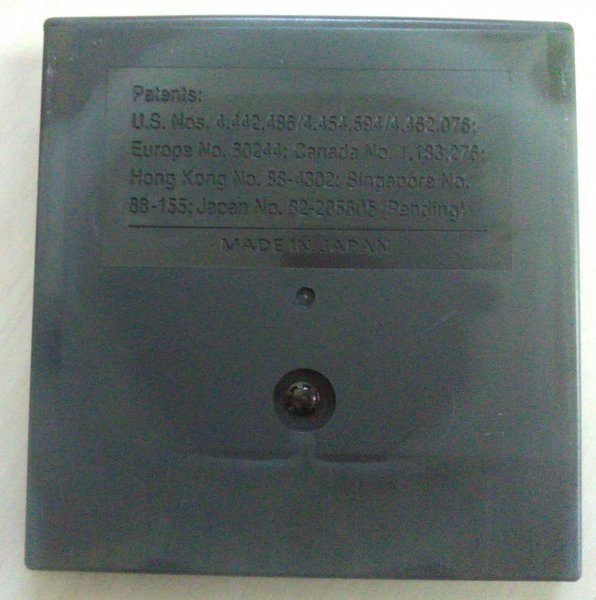 Patents:
U.S. Nos. 4,442,486/4,454,594/4,462,076;
Europe No. 80244; Canada No. 1,183,276;
Hong Kong No. 88-4302; Singapore No.
88-155; Japan No. 82-205605 (Pending)
MADE IN JAPAN